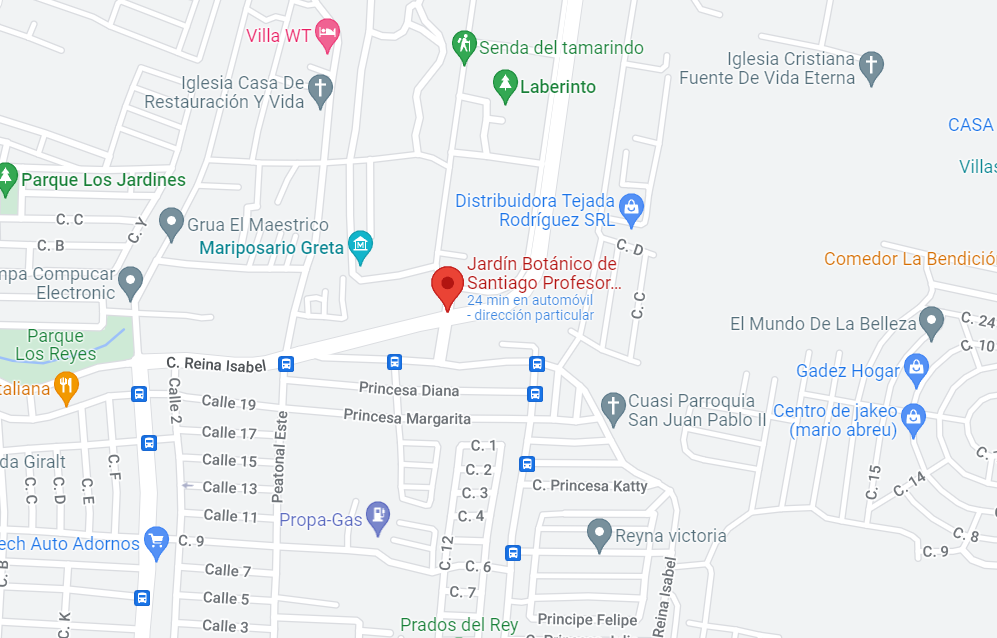 Villa WT
Senda del tamarindo
Laberinto
Iglesia Cristiana
Fuente De Vida Eterna
Iglesia Casa De
Restauración Y Vida
CASA
Villas
Parque Los Jardines
Distribuidora Tejada
Rodríguez SRL
C. C
C. Y
Grua El Maestrico
C. B
Mariposario Greta
C. D
Comedor La Bendición
Jardín Botánico de
Santiago Profesor...
24 min en automóvil
- dirección particular
mpa Compucar
Electronic
C. C
El Mundo De La Belleza
C. 24
C. 10
Parque
Los Reyes
C. Reina Isabel
Gadez Hogar
taliana
Calle 2
Princesa Diana
Calle 19
Princesa Margarita
Cuasi Parroquia
San Juan Pablo II
Centro de jakeo
(mario abreu)
Calle 17
Peatonal Este
C. 1
da Giralt
C. F
Calle 15
C. 2
C. C
C. D
C. E
Calle 13
C. 3
C. Princesa Katty
C. 15
C. 14
Calle 11
Propa-Gas
C. 4
ech Auto Adornos
C. 9
C. 12
Reyna victoria
C. 8
C. 9
C. B
Calle 7
C. 6
Reina Isabel
Calle 5
C. 7
C. K
Calle 3
Prados del Rey
Principe Felipe